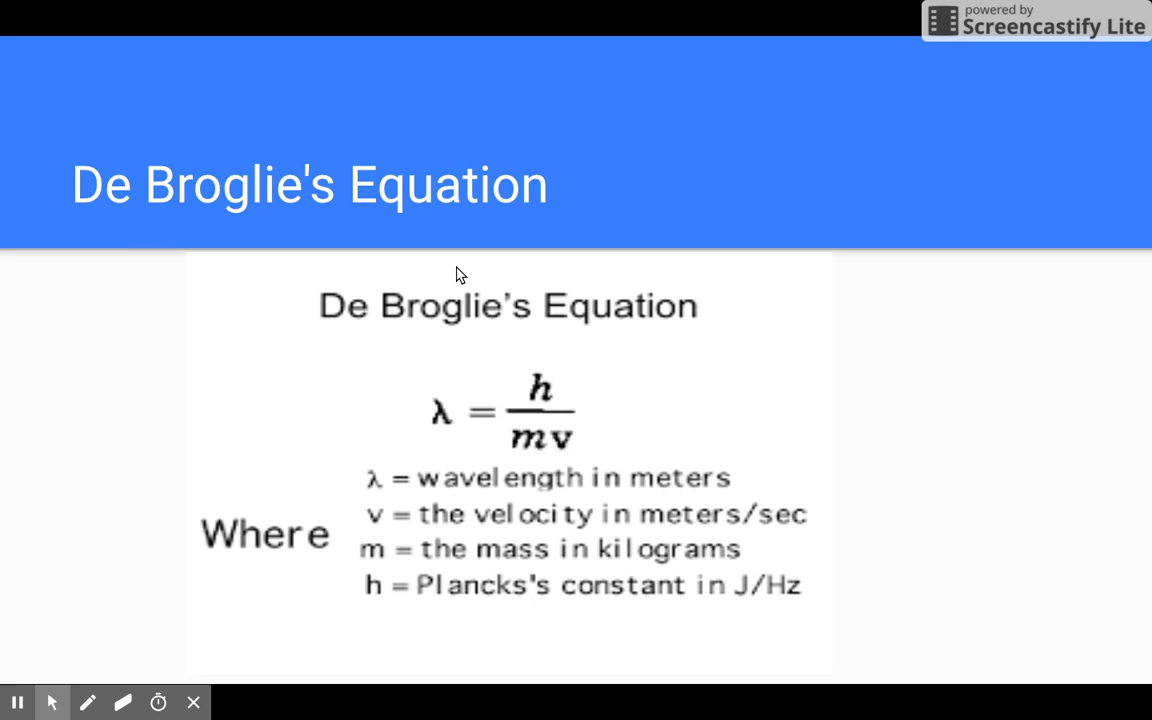 powered by
Screencastify Lite
De Broglie's Equation
De Broglie's Equation
λ = h / mv
λ = wavelength in meters
v = the velocity in meters/sec
Where
m = the mass in kilograms
h = Plancks's constant in J/Hz